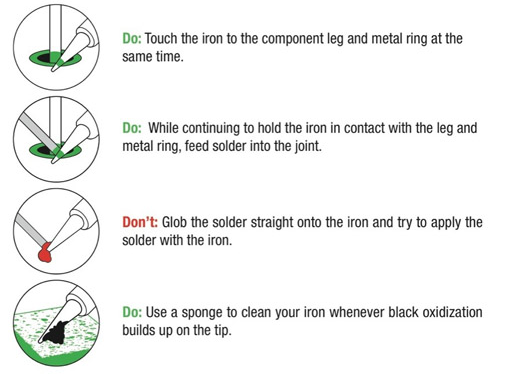 Do: Touch the iron to the component leg and metal ring at the
same time.
Do: While continuing to hold the iron in contact with the leg and
metal ring, feed solder into the joint.
Don't: Glob the solder straight onto the iron and try to apply the
solder with the iron.
Do: Use a sponge to clean your iron whenever black oxidization
builds up on the tip.